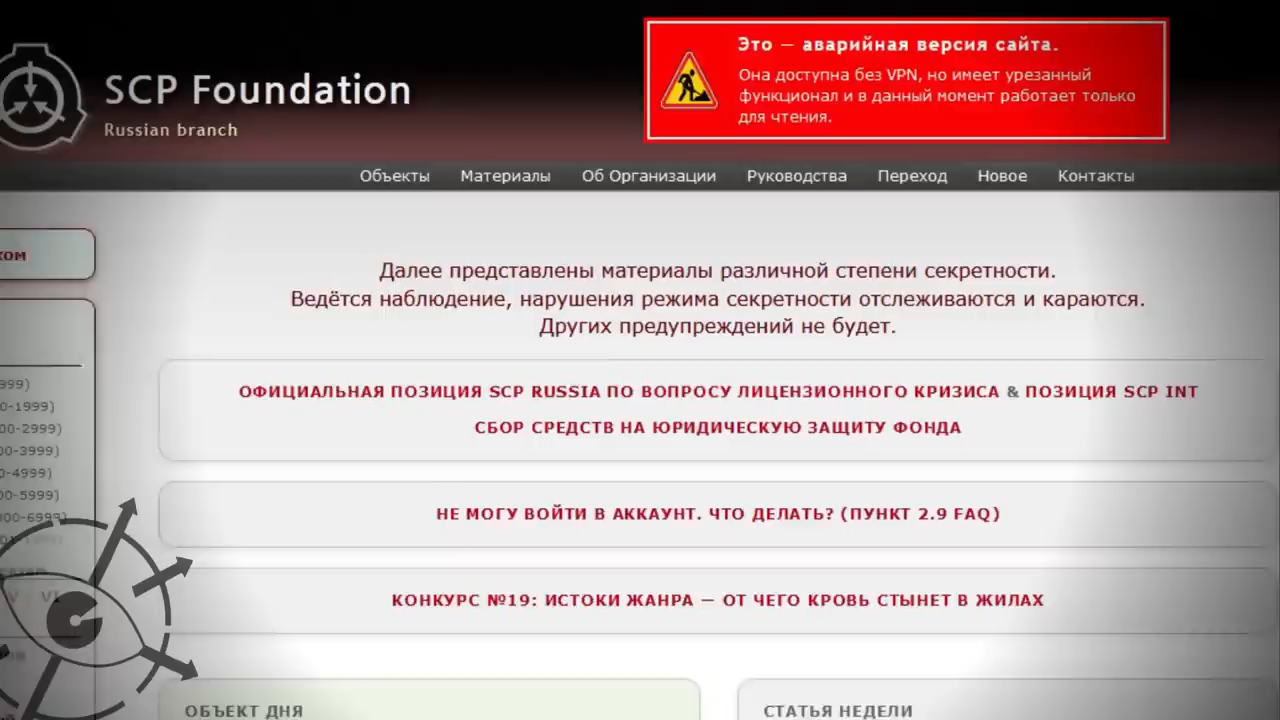 SCP Foundation
Russian branch
Это — аварийная версия сайта.
Она доступна без VPN, но имеет урезанный
функционал и в данный момент работает только
для чтения.
Объекты Материалы Об Организации Руководства Переход Новое Контакты
Далее представлены материалы различной степени секретности.
Ведётся наблюдение, нарушения режима секретности отслеживаются и караются.
Других предупреждений не будет.
ОФИЦИАЛЬНАЯ ПОЗИЦИЯ SCP RUSSIA ПО ВОПРОСУ ЛИЦЕНЗИОННОГО КРИЗИСА & ПОЗИЦИЯ SCP INT
СБОР СРЕДСТВ НА ЮРИДИЧЕСКУЮ ЗАЩИТУ ФОНДА
НЕ МОГУ ВОЙТИ В АККАУНТ. ЧТО ДЕЛАТЬ? (ПУНКТ 2.9 FAQ)
КОНКУРС №19: ИСТОКИ ЖАНРА — ОТ ЧЕГО КРОВЬ СТЫНЕТ В ЖИЛАХ
ОБЪЕКТ ДНЯ
СТАТЬЯ НЕДЕЛИ